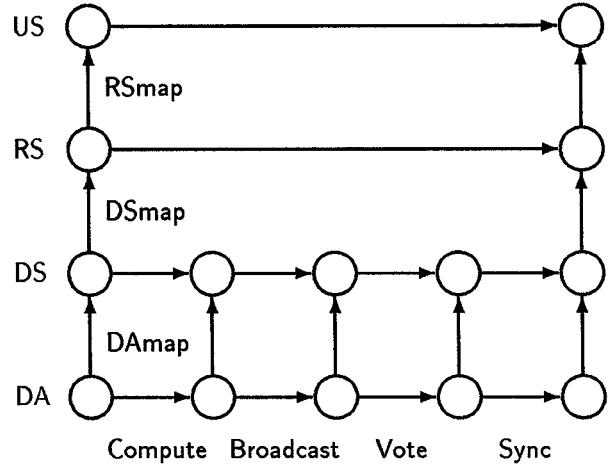 US
RSmap
RS
DSmap
DS
DAmap
DA
Compute Broadcast Vote Sync